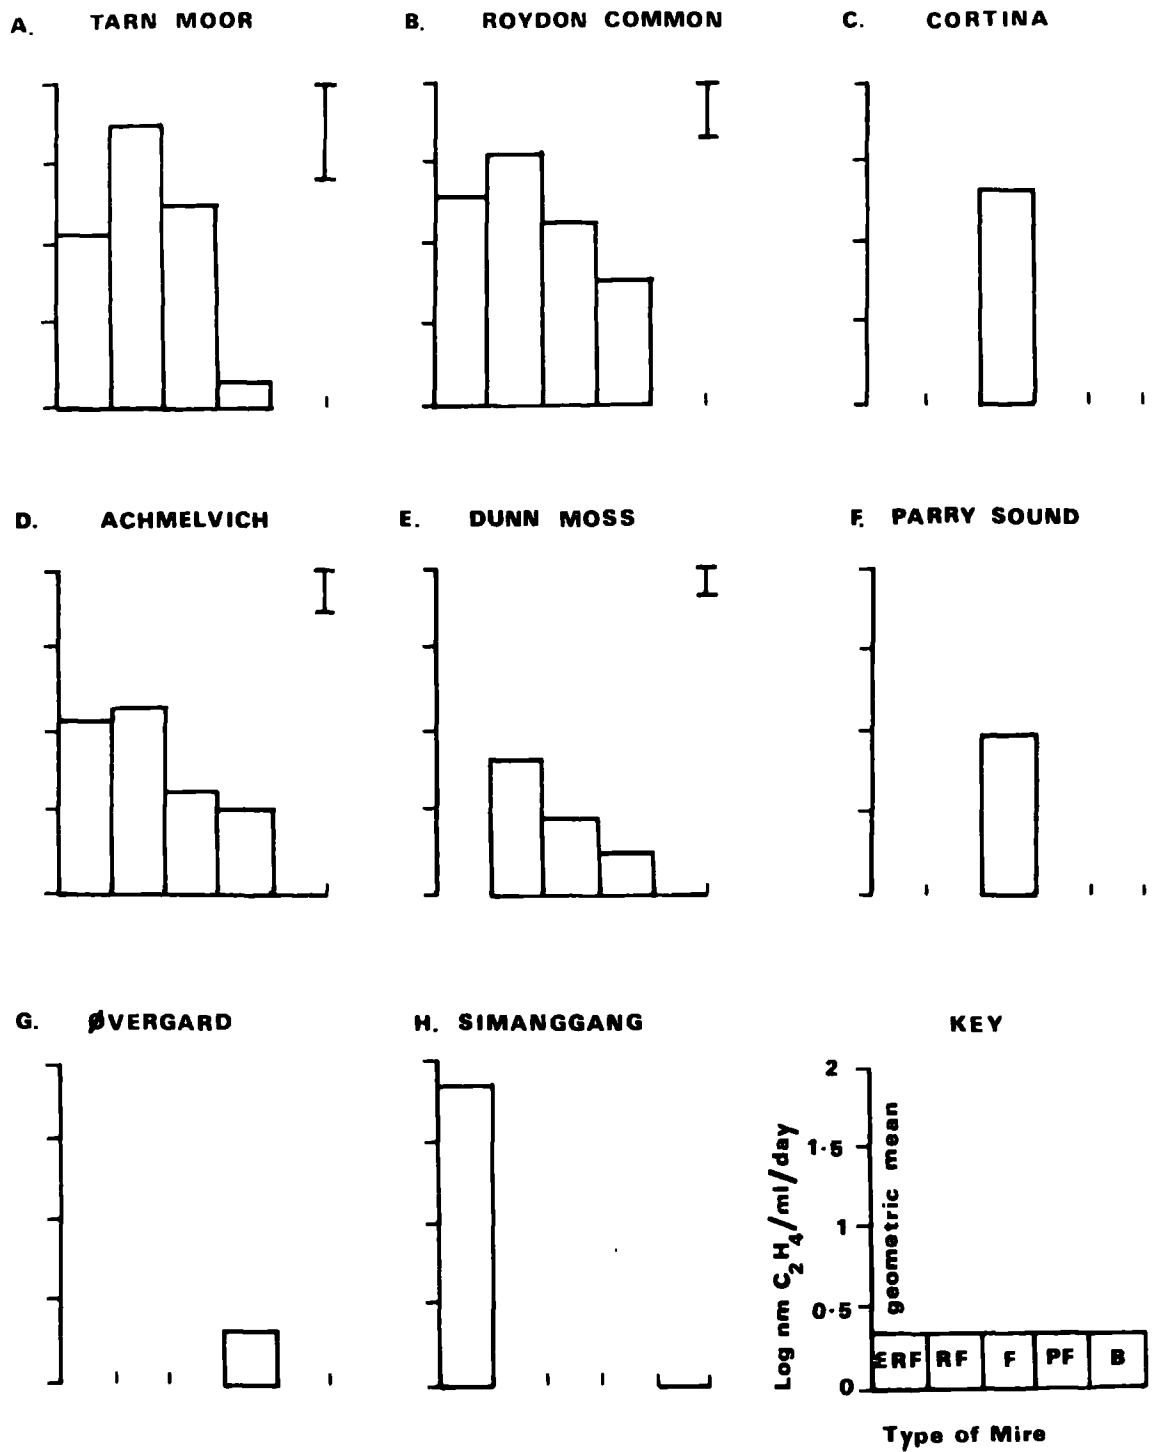 A. TARN MOOR
B. ROYDON COMMON
C. CORTINA
D. ACHMELVICH
E. DUNN MOSS
F. PARRY SOUND
G. ØVERGARD
H. SIMANGGANG
KEY
2
1·5
1
0·5
0
Log nm C2H4/ml/day
geometric mean
ERF RF F PF B
Type of Mire